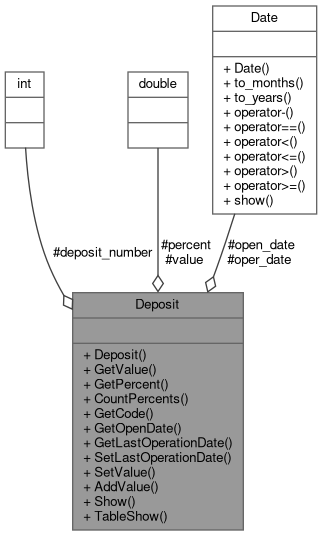 Date
+ Date()
+ to_months()
+ to_years()
+ operator-()
+ operator==()
+ operator<()
+ operator<=()
+ operator>()
+ operator>=()
+ show()
int
double
#deposit_number
#percent
#value
#open_date
#oper_date
Deposit
+ Deposit()
+ GetValue()
+ GetPercent()
+ CountPercents()
+ GetCode()
+ GetOpenDate()
+ GetLastOperationDate()
+ SetLastOperationDate()
+ SetValue()
+ AddValue()
+ Show()
+ TableShow()